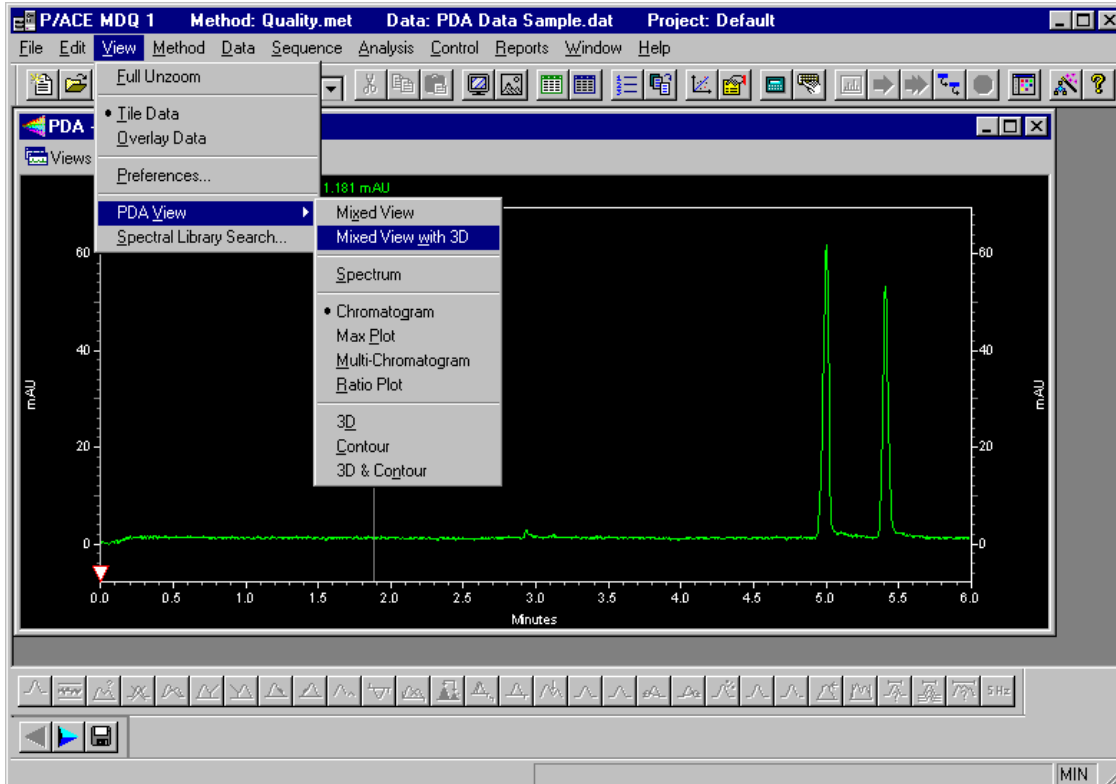 P/ACE MDQ 1 Method: Quality.met Data: PDA Data Sample.dat Project: Default
File Edit View Method Data Sequence Analysis Control Reports Window Help
Full Unzoom
Tile Data
Overlay Data
Preferences...
PDA View
Spectral Library Search...
PDA -
Views
1.181 mAU
Mixed View
Mixed View with 3D
Spectrum
Chromatogram
Max Plot
Multi-Chromatogram
Ratio Plot
3D
Contour
3D & Contour
60
40
20
0
mAU
60
40
20
0
mAU
0.0 0.5 1.0 1.5 2.0 2.5 3.0 3.5 4.0 4.5 5.0 5.5 6.0
Minutes
5 Hz
MIN